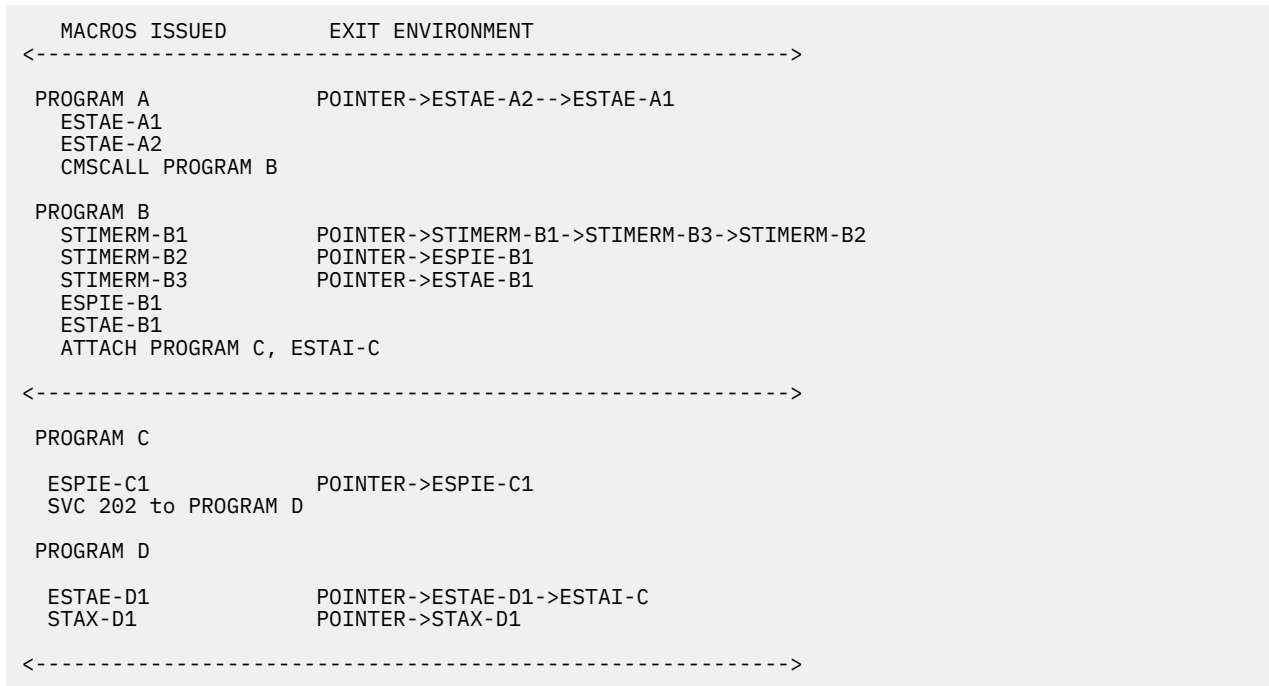 MACROS ISSUED        EXIT ENVIRONMENT
<----------------------------------------------------------->
PROGRAM A             POINTER->ESTAE-A2-->ESTAE-A1
ESTAE-A1
ESTAE-A2
CMSCALL PROGRAM B
PROGRAM B
STIMERM-B1          POINTER->STIMERM-B1->STIMERM-B3->STIMERM-B2
STIMERM-B2          POINTER->ESPIE-B1
STIMERM-B3          POINTER->ESTAE-B1
ESPIE-B1
ESTAE-B1
ATTACH PROGRAM C, ESTAI-C
<----------------------------------------------------------->
PROGRAM C
ESPIE-C1             POINTER->ESPIE-C1
SVC 202 to PROGRAM D
PROGRAM D
ESTAE-D1             POINTER->ESTAE-D1->ESTAI-C
STAX-D1              POINTER->STAX-D1
<----------------------------------------------------------->